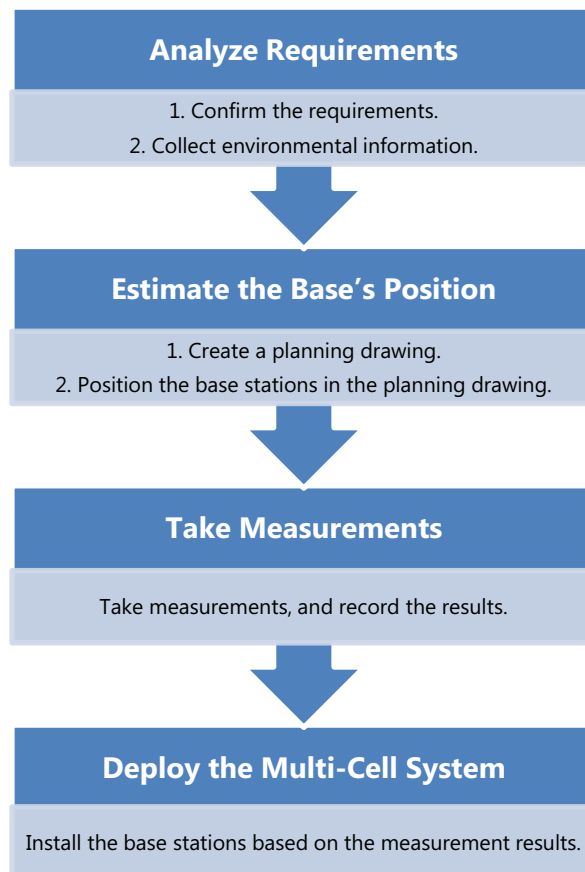 Analyze Requirements
1. Confirm the requirements.
2. Collect environmental information.
Estimate the Base’s Position
1. Create a planning drawing.
2. Position the base stations in the planning drawing.
Take Measurements
Take measurements, and record the results.
Deploy the Multi-Cell System
Install the base stations based on the measurement results.